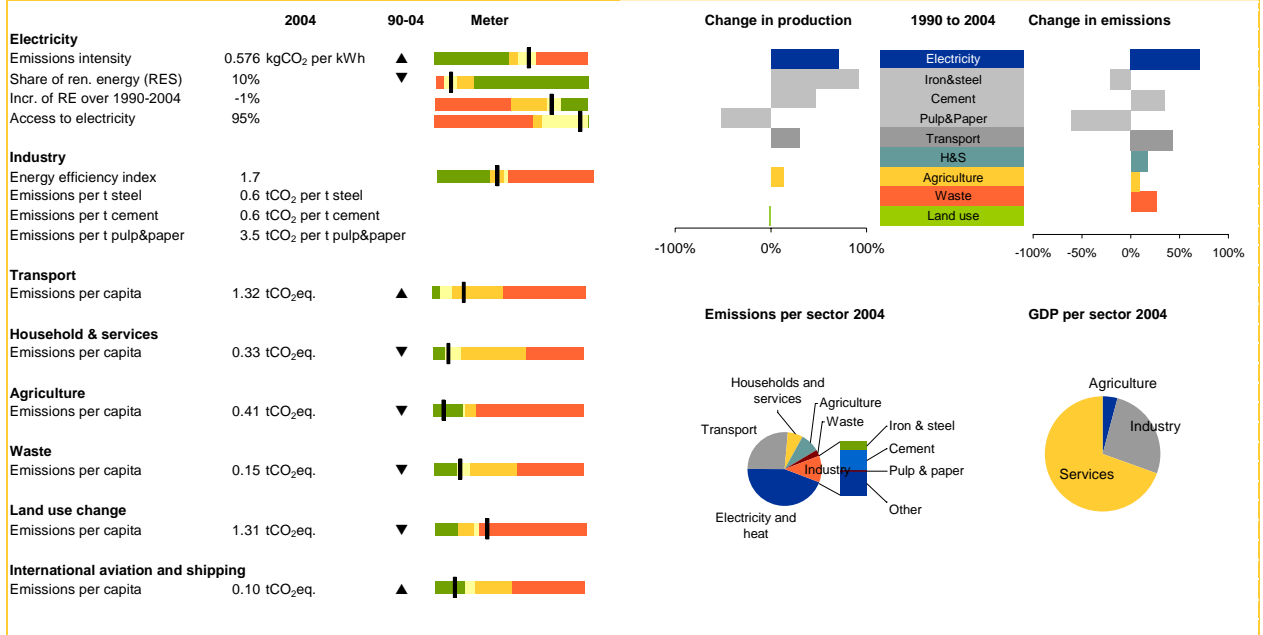 2004 90-04 Meter
Electricity
Emissions intensity 0.576 kgCO₂ per kWh ▲
Share of ren. energy (RES) 10% ▼
Incr. of RE over 1990-2004 -1%
Access to electricity 95%
Industry
Energy efficiency index 1.7
Emissions per t steel 0.6 tCO₂ per t steel
Emissions per t cement 0.6 tCO₂ per t cement
Emissions per t pulp&paper 3.5 tCO₂ per t pulp&paper
Transport
Emissions per capita 1.32 tCO₂eq. ▲
Household & services
Emissions per capita 0.33 tCO₂eq. ▼
Agriculture
Emissions per capita 0.41 tCO₂eq. ▼
Waste
Emissions per capita 0.15 tCO₂eq. ▼
Land use change
Emissions per capita 1.31 tCO₂eq. ▼
International aviation and shipping
Emissions per capita 0.10 tCO₂eq. ▲
Change in production 1990 to 2004 Change in emissions
Electricity
Iron&steel
Cement
Pulp&Paper
Transport
H&S
Agriculture
Waste
Land use
-100% 0% 100%
-100% -50% 0% 50% 100%
Emissions per sector 2004
Households and
services
Agriculture
Waste
Transport
Iron & steel
Cement
Industry
Pulp & paper
Other
Electricity and
heat
GDP per sector 2004
Agriculture
Industry
Services